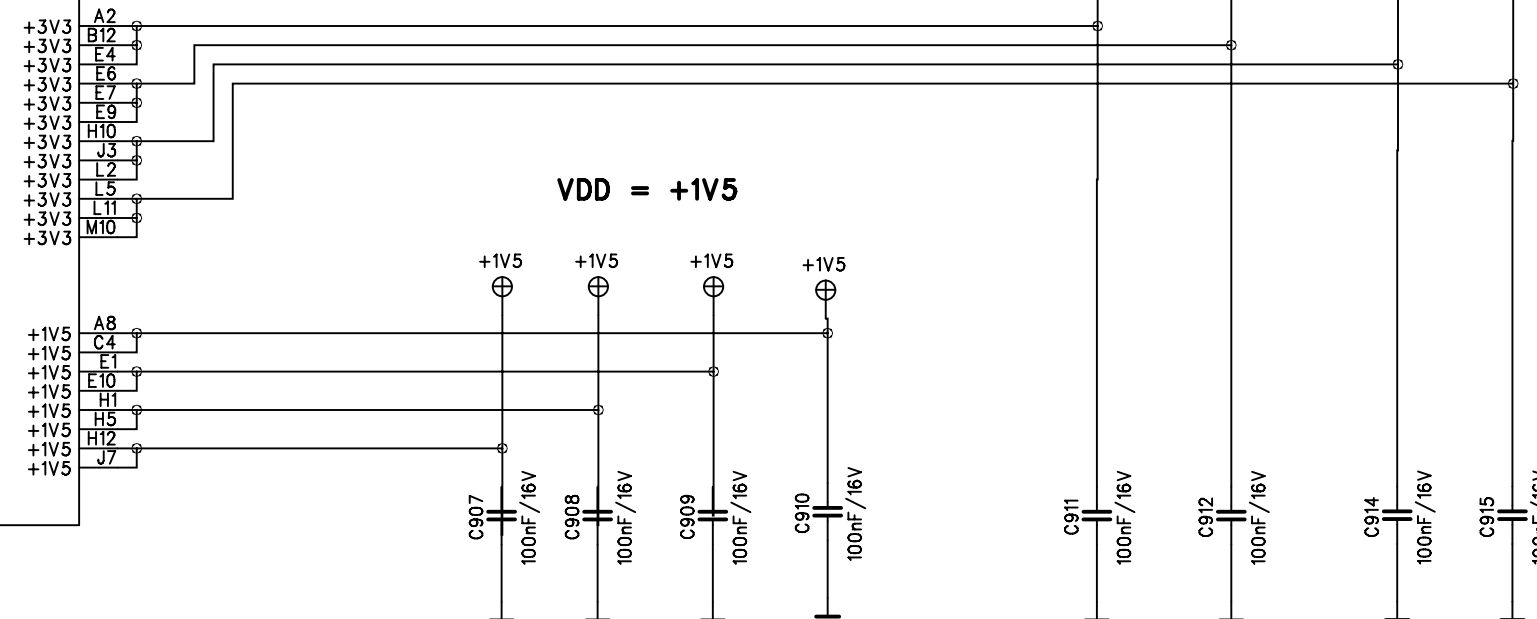 +3V3 A2
+3V3 B12
+3V3 E4
+3V3 E6
+3V3 E7
+3V3 E9
+3V3 H10
+3V3 J3
+3V3 L2
+3V3 L5
+3V3 L11
+3V3 M10
VDD = +1V5
+1V5 +1V5 +1V5 +1V5
+1V5 A8
+1V5 C4
+1V5 E1
+1V5 E10
+1V5 H1
+1V5 H5
+1V5 H12
+1V5 J7
C907 100nF/16V
C908 100nF/16V
C909 100nF/16V
C910 100nF/16V
C911 100nF/16V
C912 100nF/16V
C914 100nF/16V
C915